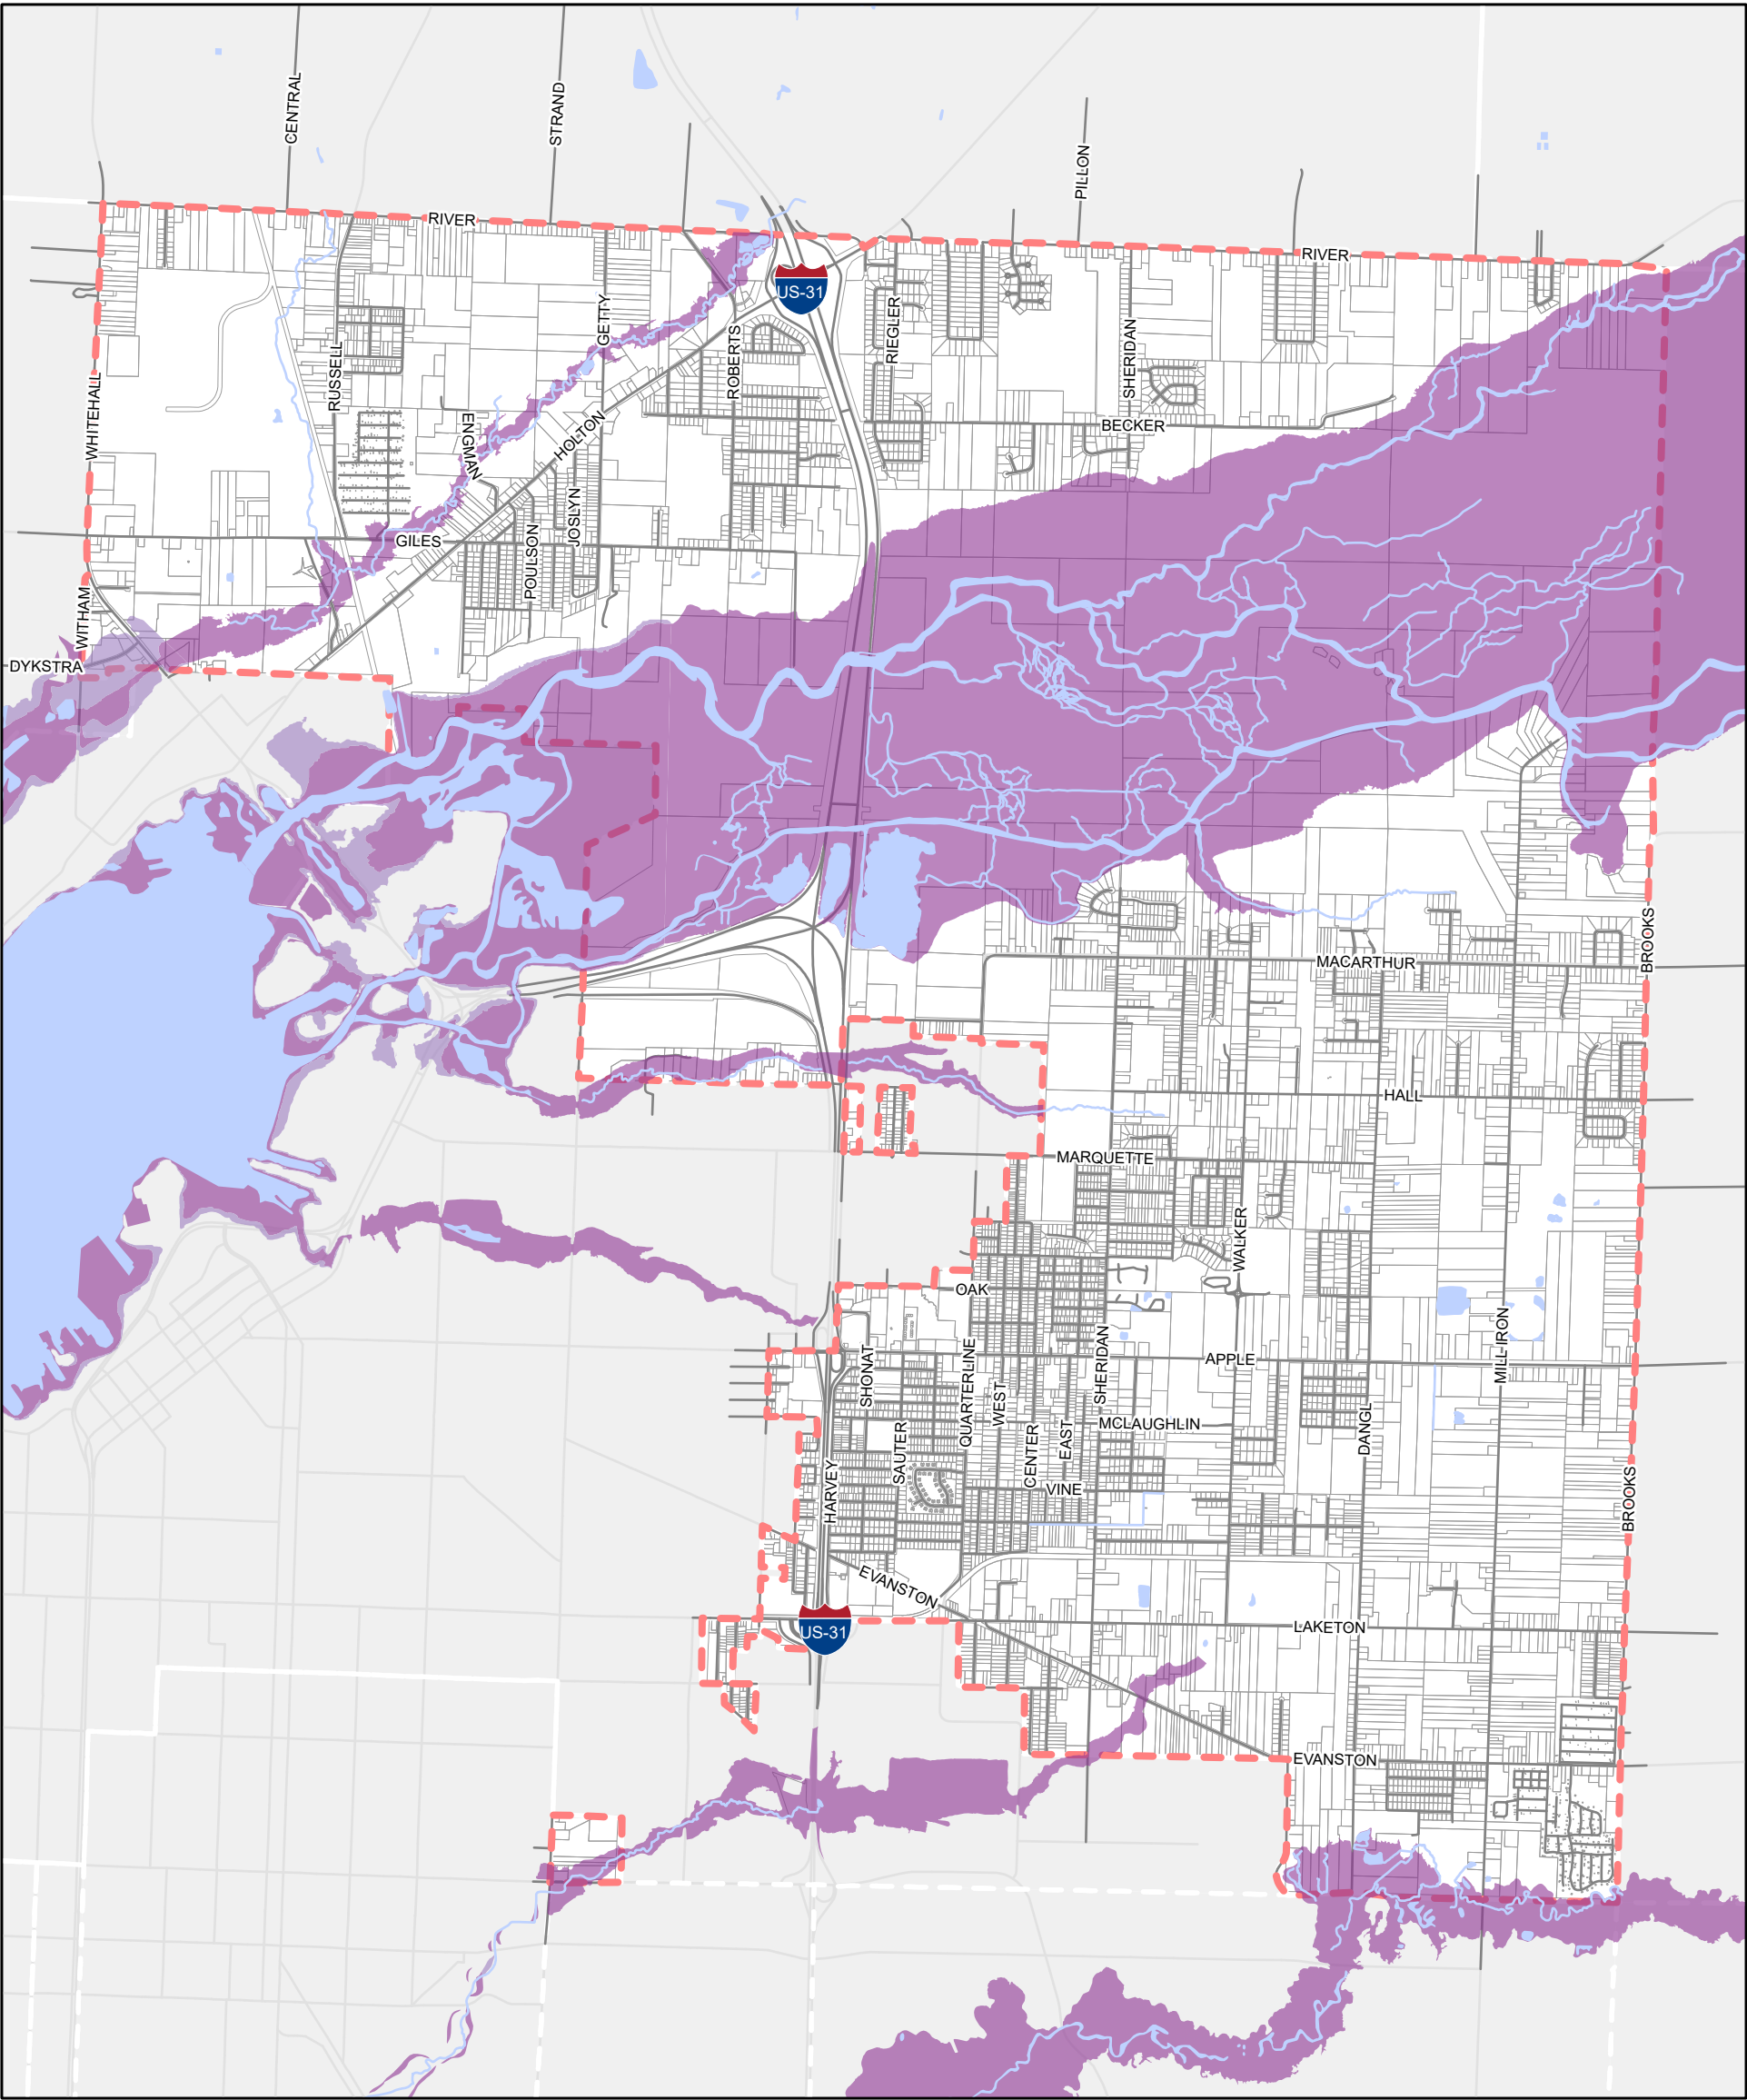 CENTRAL
STRAND
PILLON
RIVER
RIVER
US-31
GETTY
RIEGLER
ROBERTS
SHERIDAN
RUSSELL
WHITEHALL
ENGMAN
HOLTON
BECKER
JOSLYN
GILES
POULSON
WITHAM
DYKSTRA
BROOKS
MACARTHUR
HALL
MARQUETTE
WALKER
OAK
SHERIDAN
MILL IRON
APPLE
SHONAT
QUARTERLINE
WEST
MCLAUGHLIN
DANGL
EAST
CENTER
SAUTER
VINE
HARVEY
BROOKS
EVANSTON
US-31
LAKETON
EVANSTON